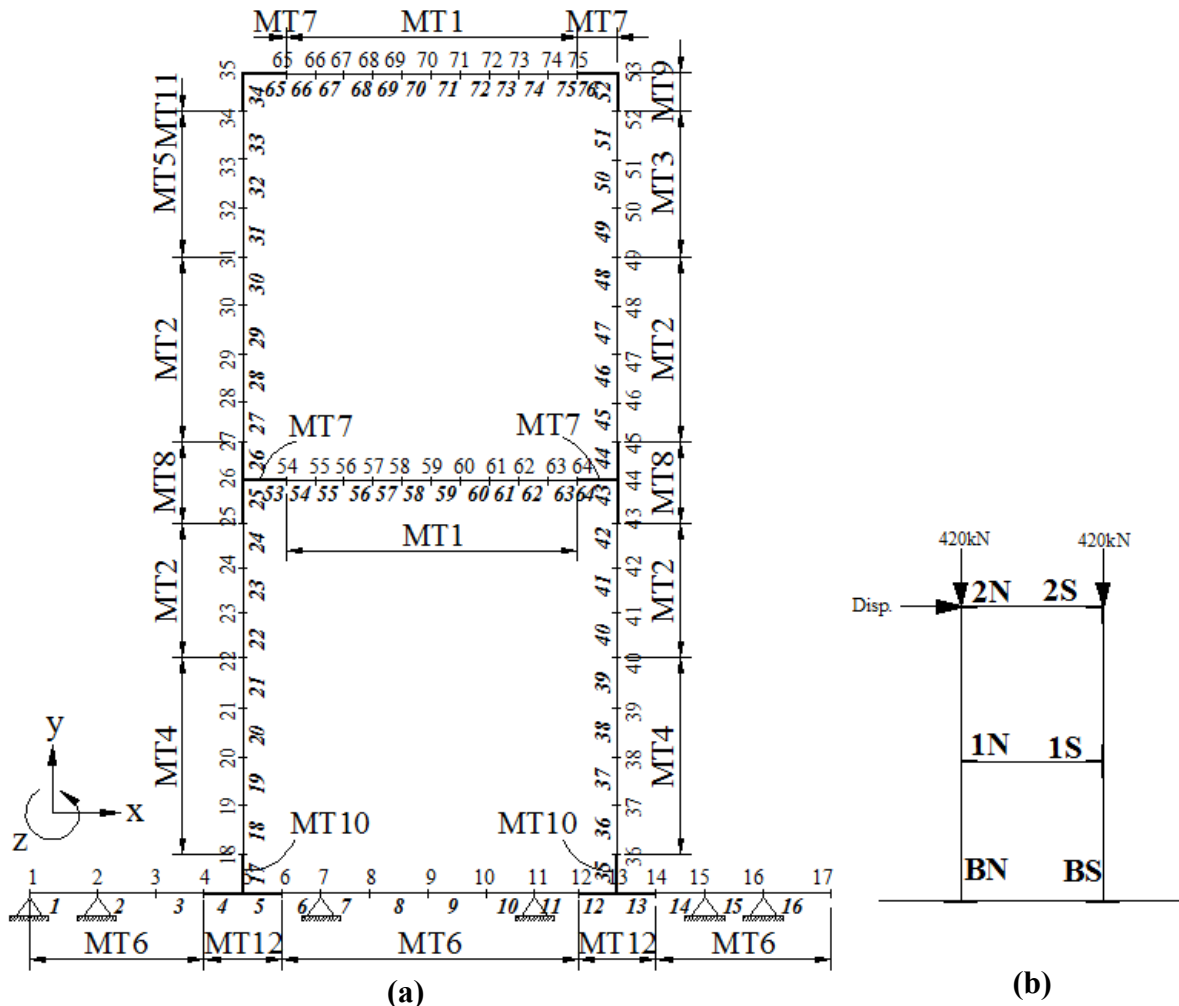 MT7 MT1 MT7
65 66 67 68 69 70 71 72 73 74 75
65 66 67 68 69 70 71 72 73 74 75 76
35 34 33 32 31 30 29 28 27 26 25 24 23 22 21 20 19 18
34 33 32 31 30 29 28 27 26 25 24 23 22 21 20 19 18 17
MT11
MT5
MT2
MT8
MT2
MT4
53 52 51 50 49 48 47 46 45 44 43 42 41 40 39 38 37 36
52 51 50 49 48 47 46 45 44 43 42 41 40 39 38 37 36 35
MT9
MT3
MT2
MT8
MT2
MT4
MT7 MT7
54 55 56 57 58 59 60 61 62 63 64
53 54 55 56 57 58 59 60 61 62 63 64
MT1
y
x
z
MT10 MT10
1 2 3 4 5 6 7 8 9 10 11 12 13 14 15 16 17
1 2 3 4 5 6 7 8 9 10 11 12 13 14 15 16
MT6 MT12 MT6 MT12 MT6
(a)
420kN 420kN
Disp. 2N 2S
1N 1S
BN BS
(b)